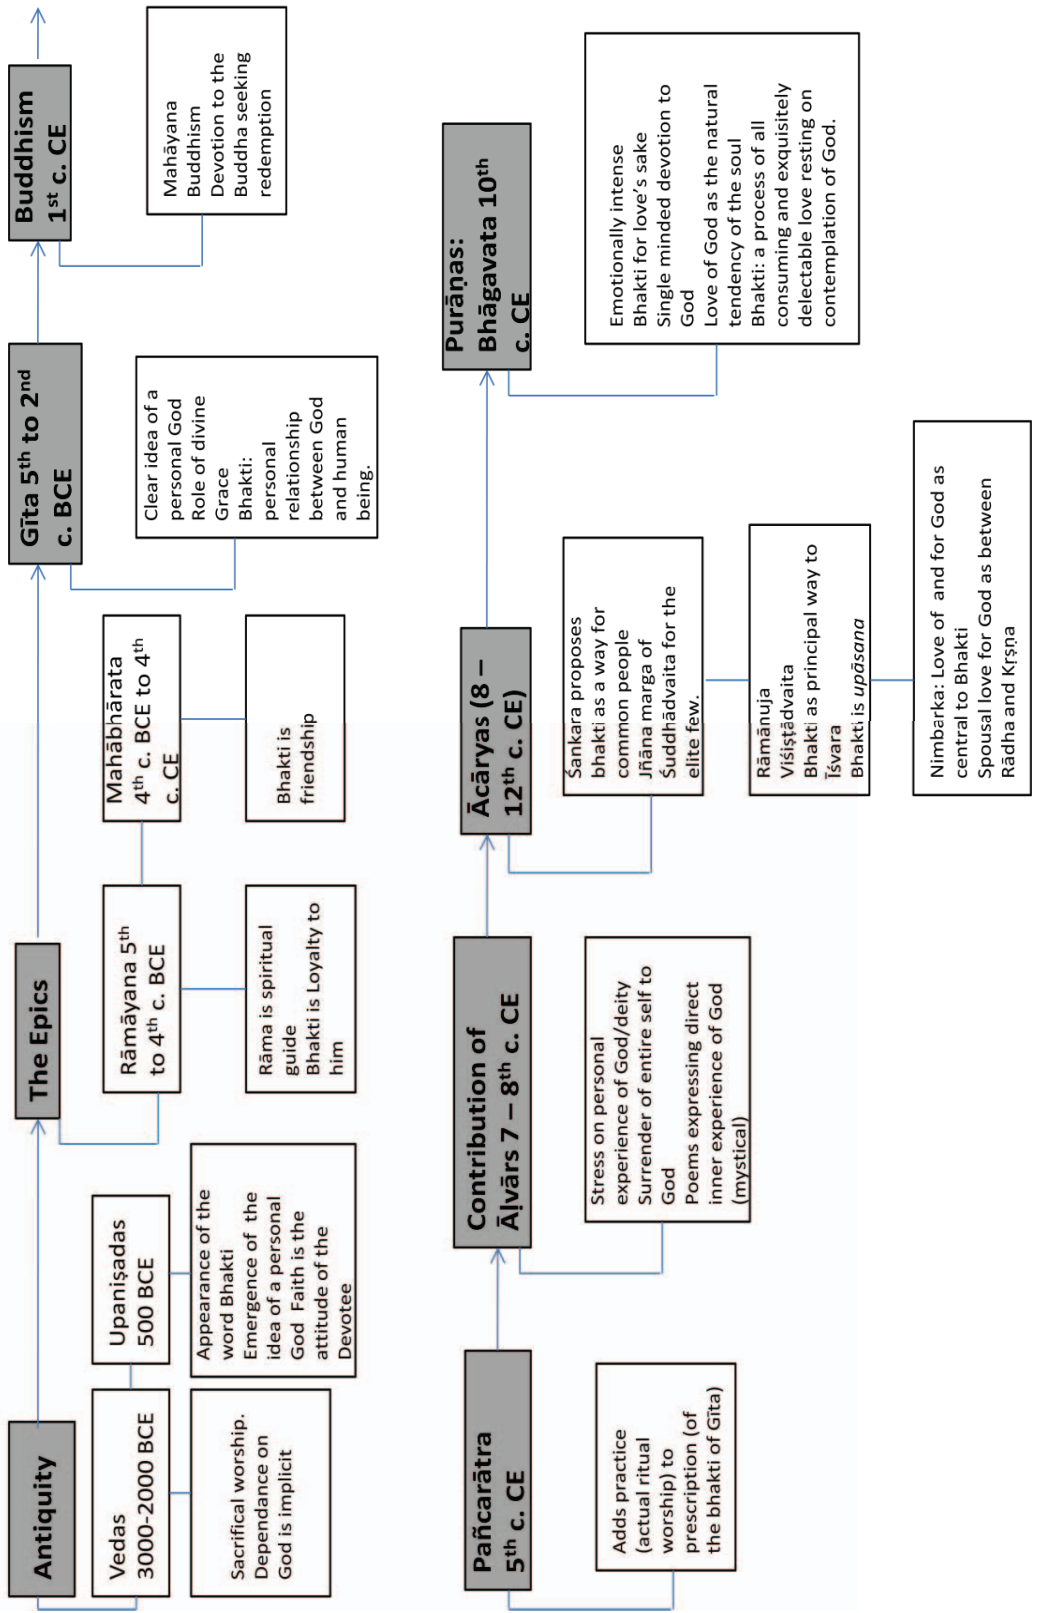 Antiquity
Vedas
3000-2000 BCE
Sacrifical worship.
Dependance on
God is implicit
Upaniṣadas
500 BCE
Appearance of the
word Bhakti
Emergence of the
idea of a personal
God  Faith is the
attitude of the
Devotee
The Epics
Rāmāyana 5th
to 4th c. BCE
Rāma is spiritual
guide
Bhakti is Loyalty to
him
Mahābhārata
4th c. BCE to 4th
c. CE
Bhakti is
friendship
Gīta 5th to 2nd
c. BCE
Clear idea of a
personal God
Role of divine
Grace
Bhakti:
personal
relationship
between God
and human
being.
Buddhism
1st c. CE
Mahāyana
Buddhism
Devotion to the
Buddha seeking
redemption
Pañcarātra
5th c. CE
Adds practice
(actual ritual
worship) to
prescription (of
the bhakti of Gīta)
Contribution of
Āḷvārs 7 – 8th c. CE
Stress on personal
experience of God/deity
Surrender of entire self to
God
Poems expressing direct
inner experience of God
(mystical)
Ācāryas (8 –
12th c. CE)
Śankara proposes
bhakti as a way for
common people
Jñāna marga of
Śuddhādvaita for the
elite few.
Rāmānuja
Viśiṣṭādvaita
Bhakti as principal way to
Īśvara
Bhakti is upāsana
Nimbarka: Love of  and for God as
central to Bhakti
Spousal love for God as between
Rādha and Kṛsṇa
Purāṇas:
Bhāgavata 10th
c. CE
Emotionally intense
Bhakti for love’s sake
Single minded devotion to
God
Love of God as the natural
tendency of the soul
Bhakti: a process of all
consuming and exquisitely
delectable love resting on
contemplation of God.